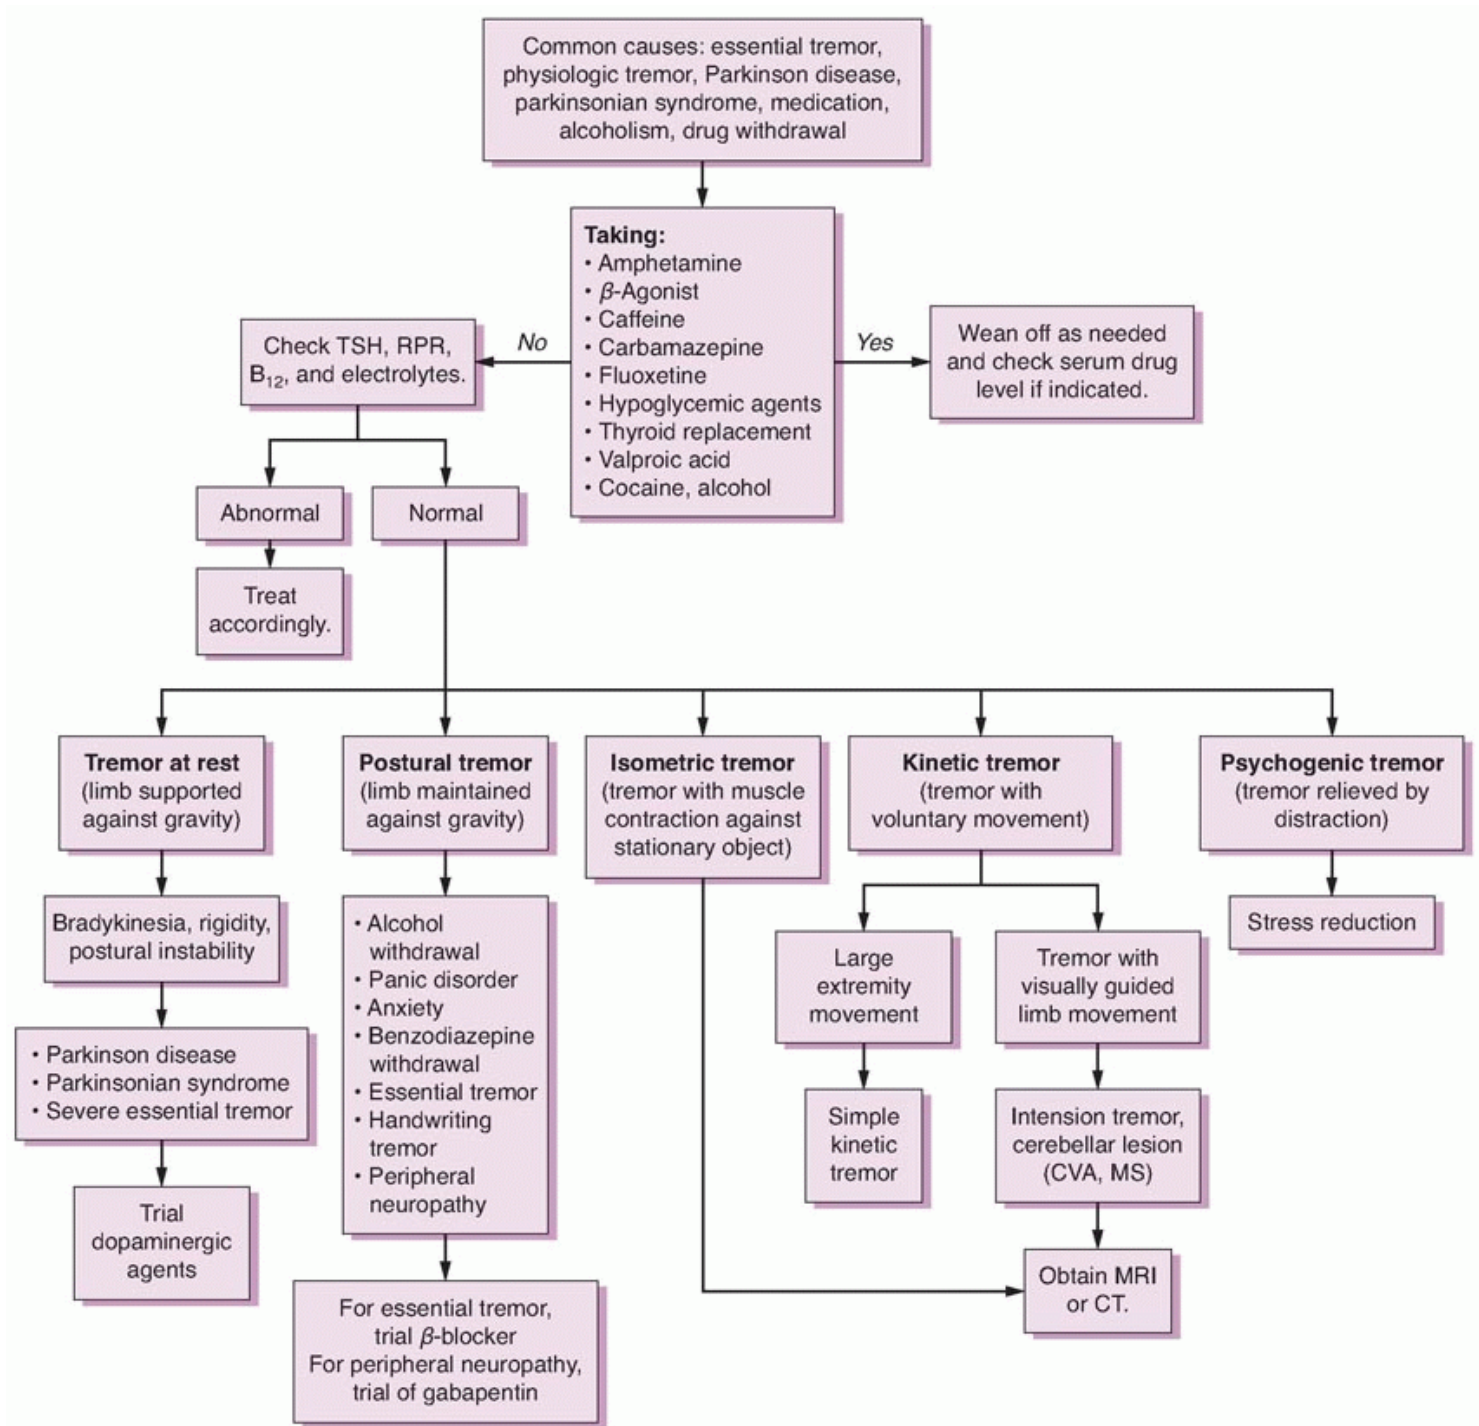 Common causes: essential tremor,
physiologic tremor, Parkinson disease,
parkinsonian syndrome, medication,
alcoholism, drug withdrawal
Taking:
• Amphetamine
• β-Agonist
• Caffeine
• Carbamazepine
• Fluoxetine
• Hypoglycemic agents
• Thyroid replacement
• Valproic acid
• Cocaine, alcohol
No
Yes
Check TSH, RPR,
B12, and electrolytes.
Wean off as needed
and check serum drug
level if indicated.
Abnormal
Normal
Treat
accordingly.
Tremor at rest
(limb supported
against gravity)
Bradykinesia, rigidity,
postural instability
• Parkinson disease
• Parkinsonian syndrome
• Severe essential tremor
Trial
dopaminergic
agents
Postural tremor
(limb maintained
against gravity)
• Alcohol
withdrawal
• Panic disorder
• Anxiety
• Benzodiazepine
withdrawal
• Essential tremor
• Handwriting
tremor
• Peripheral
neuropathy
For essential tremor,
trial β-blocker
For peripheral neuropathy,
trial of gabapentin
Isometric tremor
(tremor with muscle
contraction against
stationary object)
Kinetic tremor
(tremor with
voluntary movement)
Large
extremity
movement
Simple
kinetic
tremor
Tremor with
visually guided
limb movement
Intension tremor,
cerebellar lesion
(CVA, MS)
Obtain MRI
or CT.
Psychogenic tremor
(tremor relieved by
distraction)
Stress reduction